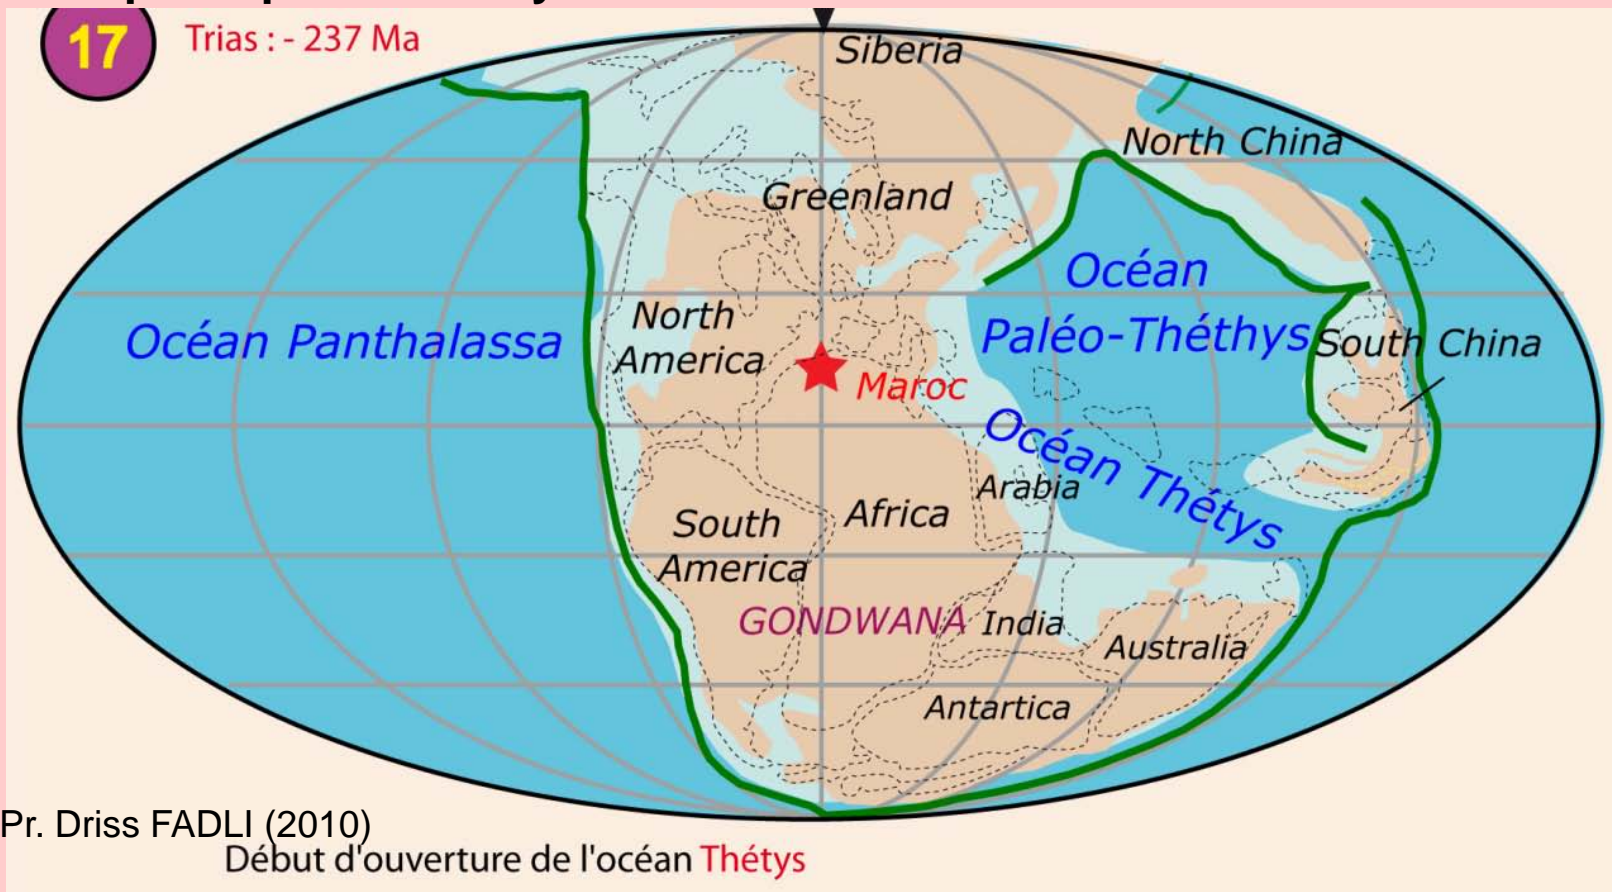 17
Trias : - 237 Ma
Siberia
North China
Greenland
Océan
Paléo-Théthys
North
America
Océan Panthalassa
South China
Maroc
Océan Thétys
Arabia
South
America
Africa
GONDWANA
India
Australia
Antartica
Pr. Driss FADLI (2010)
Début d'ouverture de l'océan Thétys